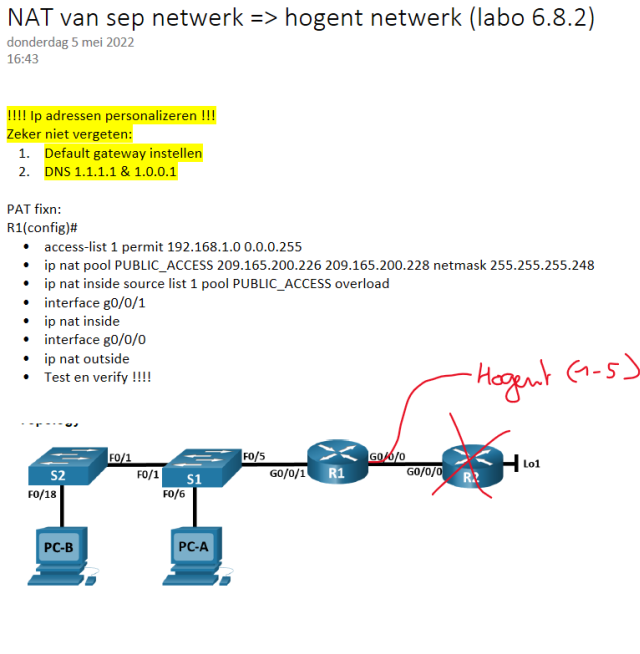 NAT van sep netwerk => hogent netwerk (labo 6.8.2)
donderdag 5 mei 2022
16:43
!!!! Ip adressen personalizeren !!!
Zeker niet vergeten:
1. Default gateway instellen
2. DNS 1.1.1.1 & 1.0.0.1
PAT fixn:
R1(config)#
• access-list 1 permit 192.168.1.0 0.0.0.255
• ip nat pool PUBLIC_ACCESS 209.165.200.226 209.165.200.228 netmask 255.255.255.248
• ip nat inside source list 1 pool PUBLIC_ACCESS overload
• interface g0/0/1
• ip nat inside
• interface g0/0/0
• ip nat outside
• Test en verify !!!!
Hogent (1-5)
F0/1
F0/5
G0/0/0
Lo1
S2
F0/1
S1
G0/0/1
R1
G0/0/0
R2
F0/18
F0/6
PC-B
PC-A